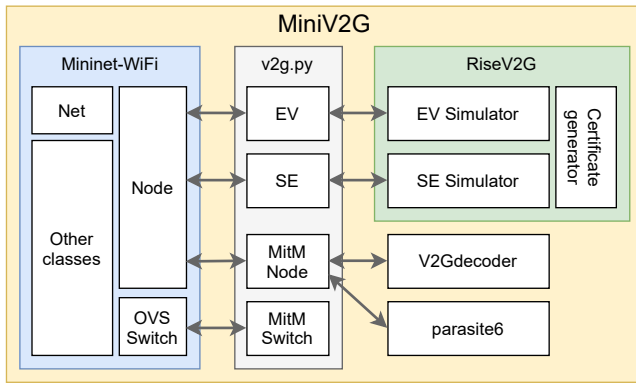 MiniV2G
Mininet-WiFi
Net
Node
Other
classes
OVS
Switch
v2g.py
EV
SE
MitM
Node
MitM
Switch
RiseV2G
EV Simulator
SE Simulator
Certificate
generator
V2Gdecoder
parasite6